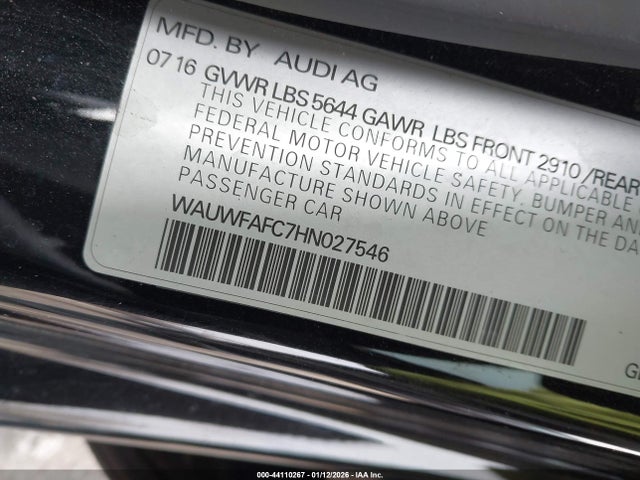 MFD. BY AUDI AG
07 16 GVWR LBS 5644 GAWR LBS FRONT 2910 /REAR
THIS VEHICLE CONFORMS TO ALL APPLICABLE
FEDERAL MOTOR VEHICLE SAFETY, BUMPER AN
PREVENTION STANDARDS IN EFFECT ON THE DA
MANUFACTURE SHOWN ABOVE
PASSENGER CAR
WAUWFAFC7HN027546
000-44110267 - 01/12/2026 - IAA Inc.